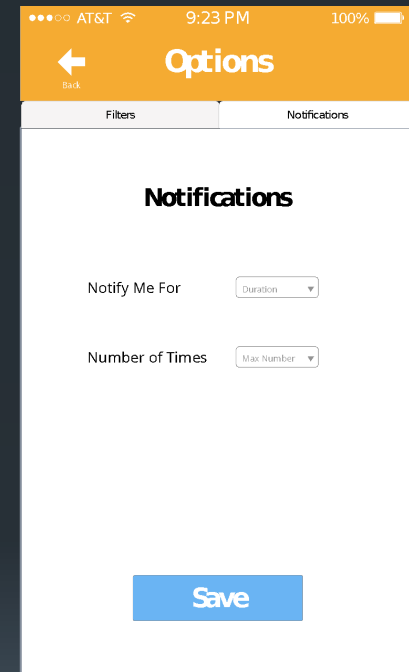 AT&T 9:23 PM 100%
Options
Back
Filters Notifications
Notifications
Notify Me For Duration
Number of Times Max Number
Save